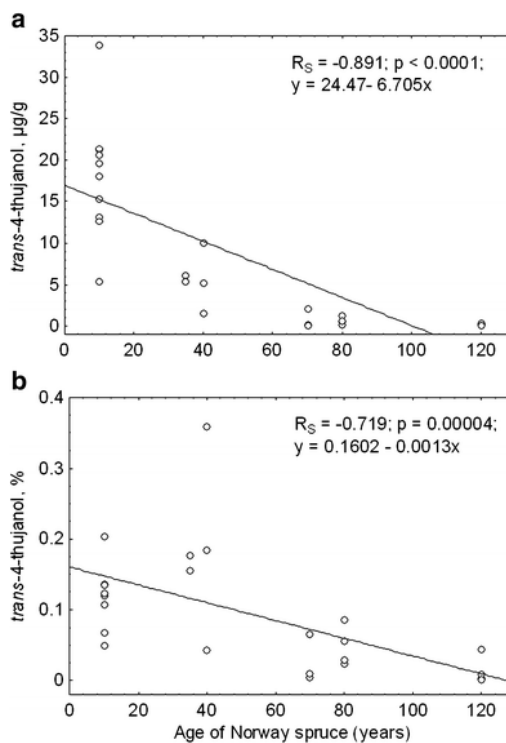 a
35
30
25
20
15
10
5
0
trans-4-thujanol, µg/g
R_S = -0.891; p < 0.0001;
y = 24.47- 6.705x
0 20 40 60 80 100 120
b
0.4
0.3
0.2
0.1
0
trans-4-thujanol, %
R_S = -0.719; p = 0.00004;
y = 0.1602 - 0.0013x
0 20 40 60 80 100 120
Age of Norway spruce (years)